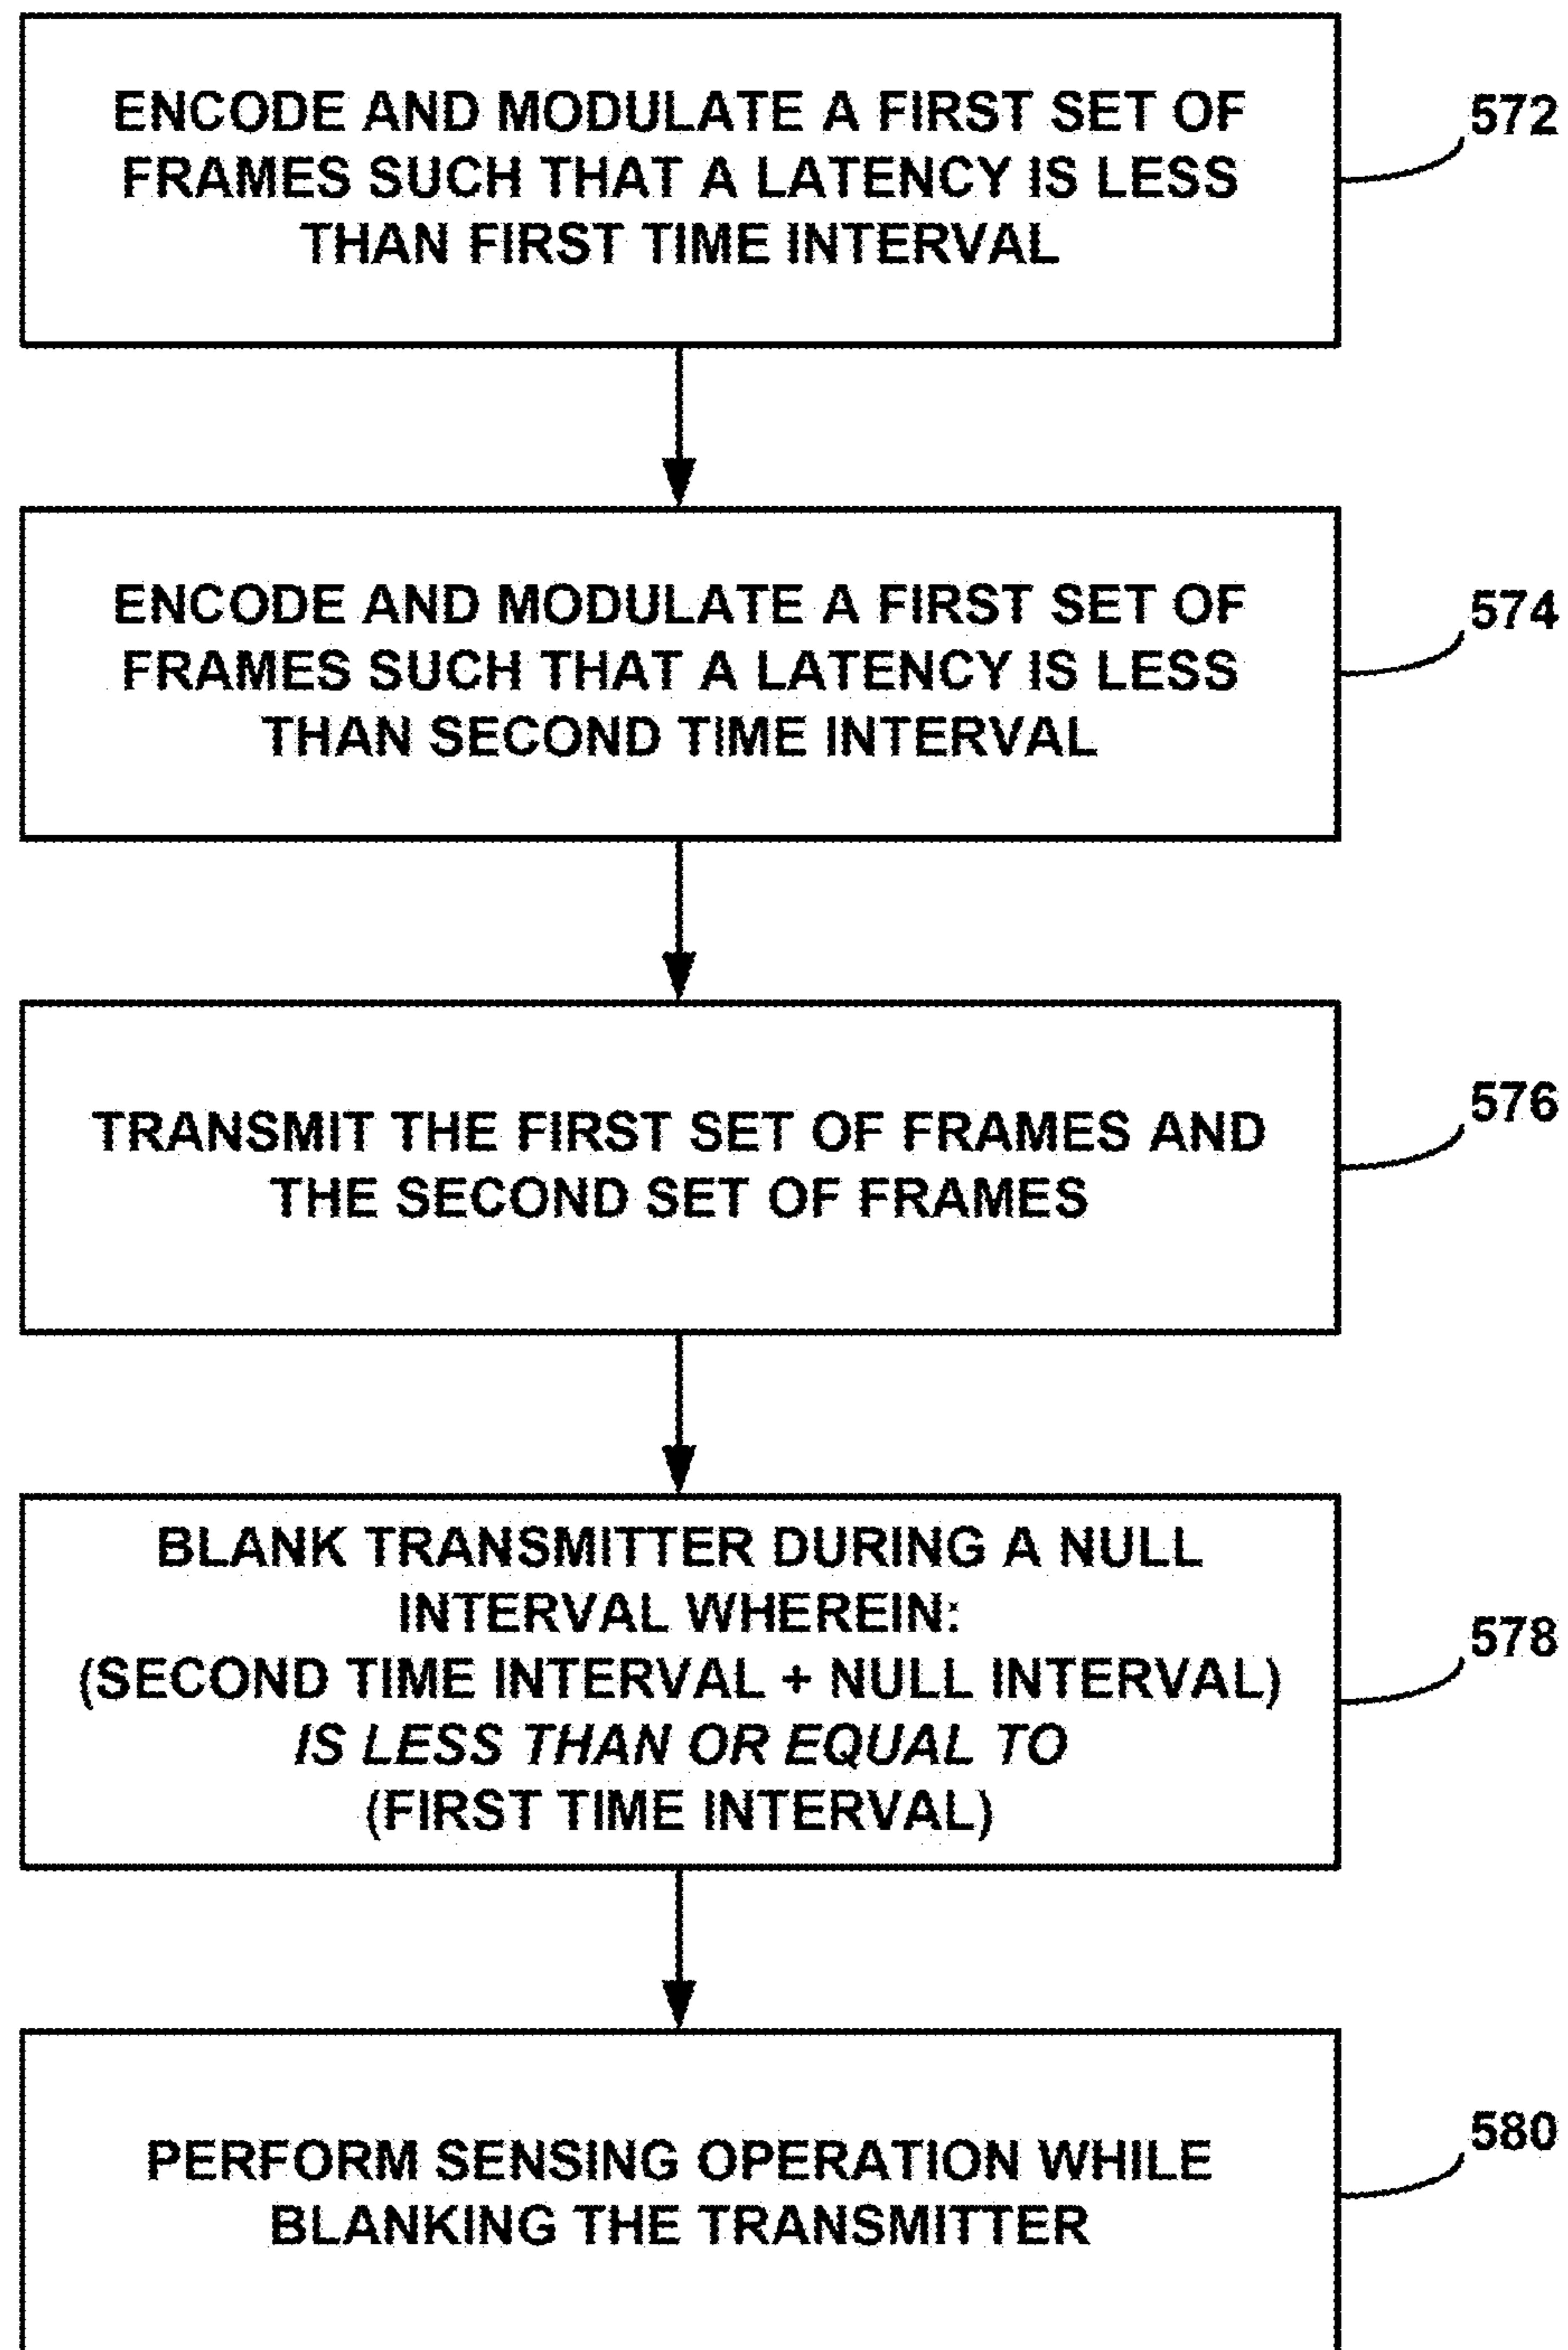 ENCODE AND MODULATE A FIRST SET OF
FRAMES SUCH THAT A LATENCY IS LESS
THAN FIRST TIME INTERVAL
572
ENCODE AND MODULATE A FIRST SET OF
FRAMES SUCH THAT A LATENCY IS LESS
THAN SECOND TIME INTERVAL
574
TRANSMIT THE FIRST SET OF FRAMES AND
THE SECOND SET OF FRAMES
576
BLANK TRANSMITTER DURING A NULL
INTERVAL WHEREIN:
(SECOND TIME INTERVAL + NULL INTERVAL)
IS LESS THAN OR EQUAL TO
(FIRST TIME INTERVAL)
578
PERFORM SENSING OPERATION WHILE
BLANKING THE TRANSMITTER
580